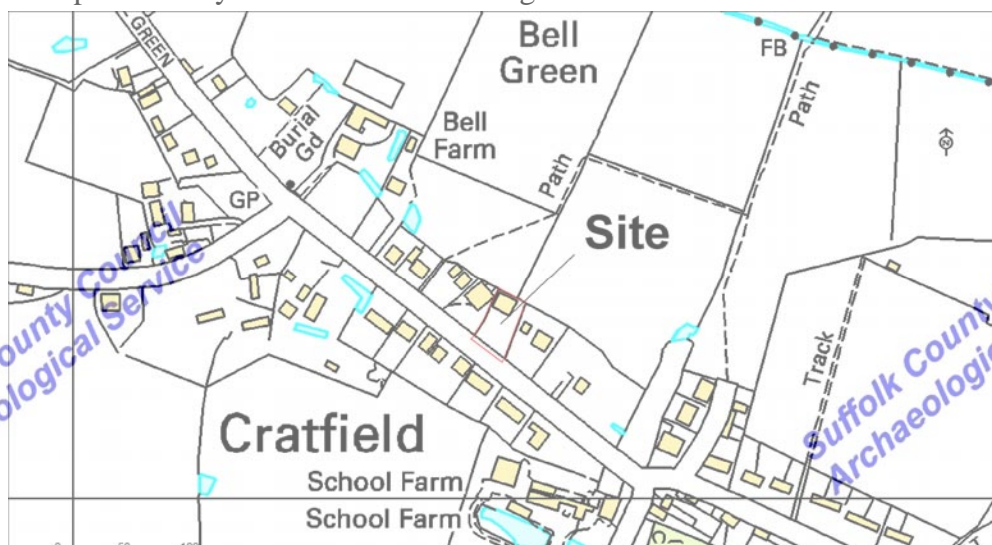 GREEN
Bell
Green
FB
Path
Burial
Gd
Bell
Farm
Path
GP
Site
Track
Cratfield
School Farm
School Farm
County Council
Archaeological Service
Suffolk County
Archaeologi
N